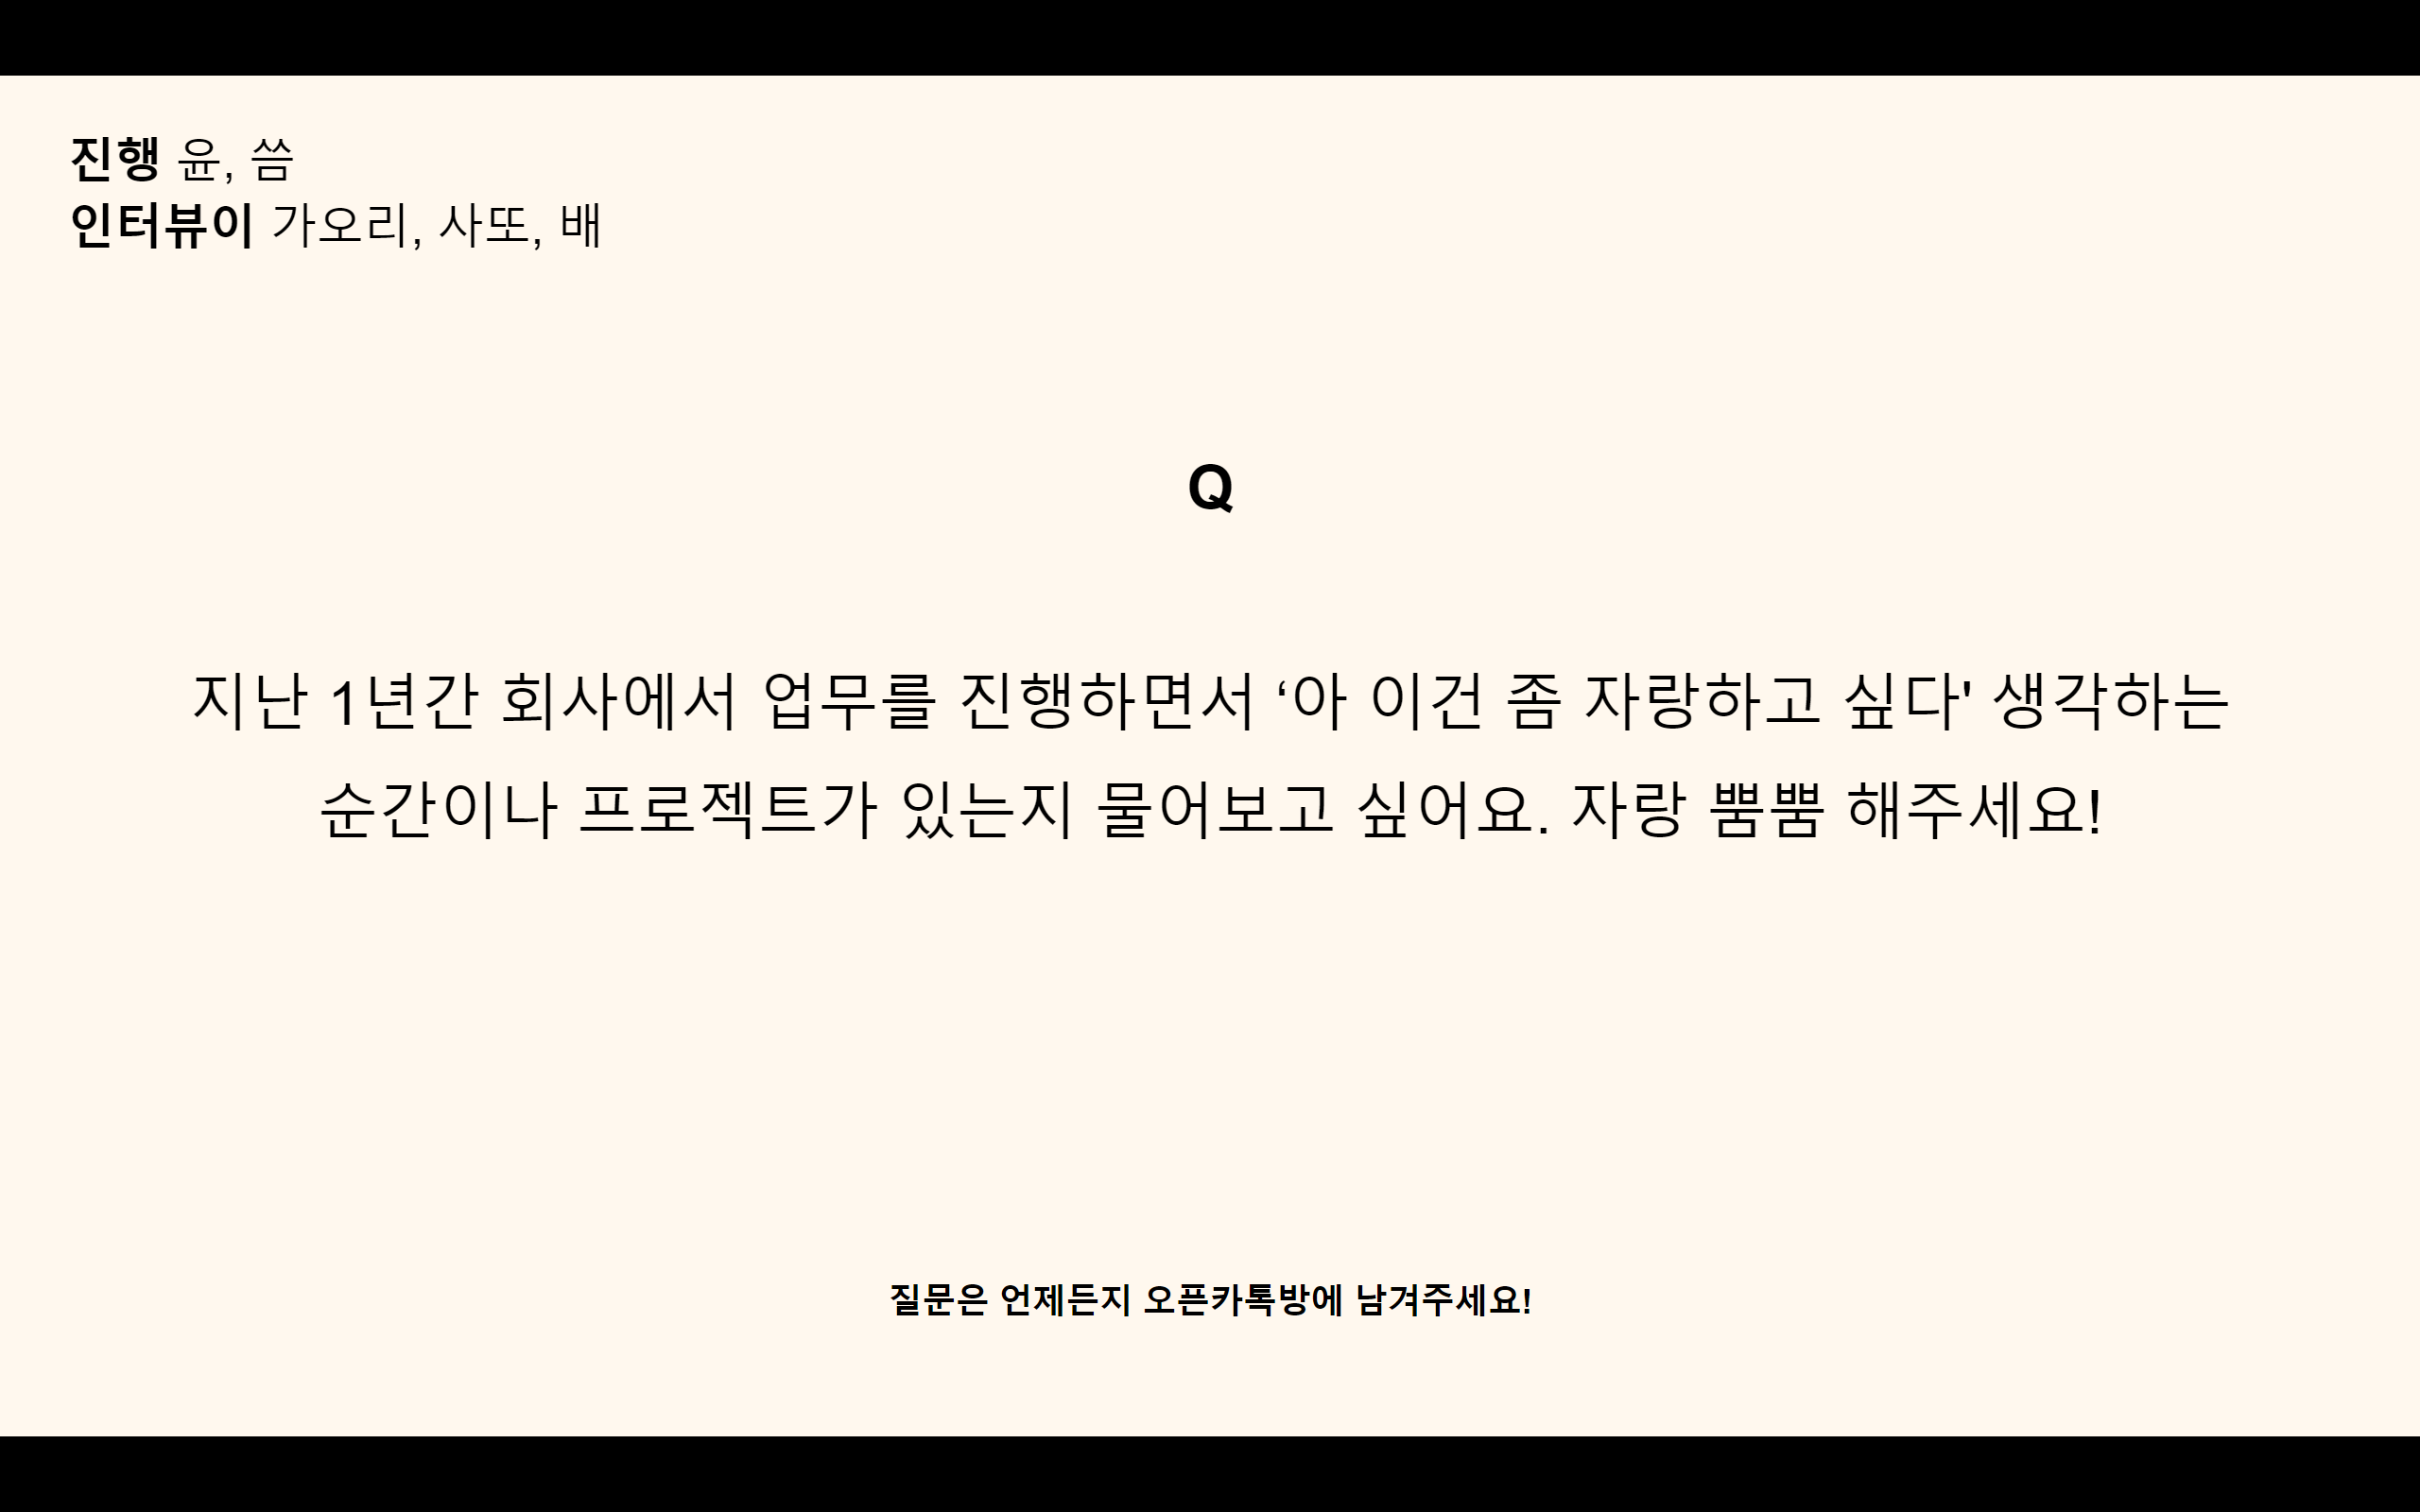 진행 윤, 씀
인터뷰이 가오리, 사또, 배
Q
지난 1년간 회사에서 업무를 진행하면서 ‘아 이건 좀 자랑하고 싶다' 생각하는
순간이나 프로젝트가 있는지 물어보고 싶어요. 자랑 뿜뿜 해주세요!
질문은 언제든지 오픈카톡방에 남겨주세요!